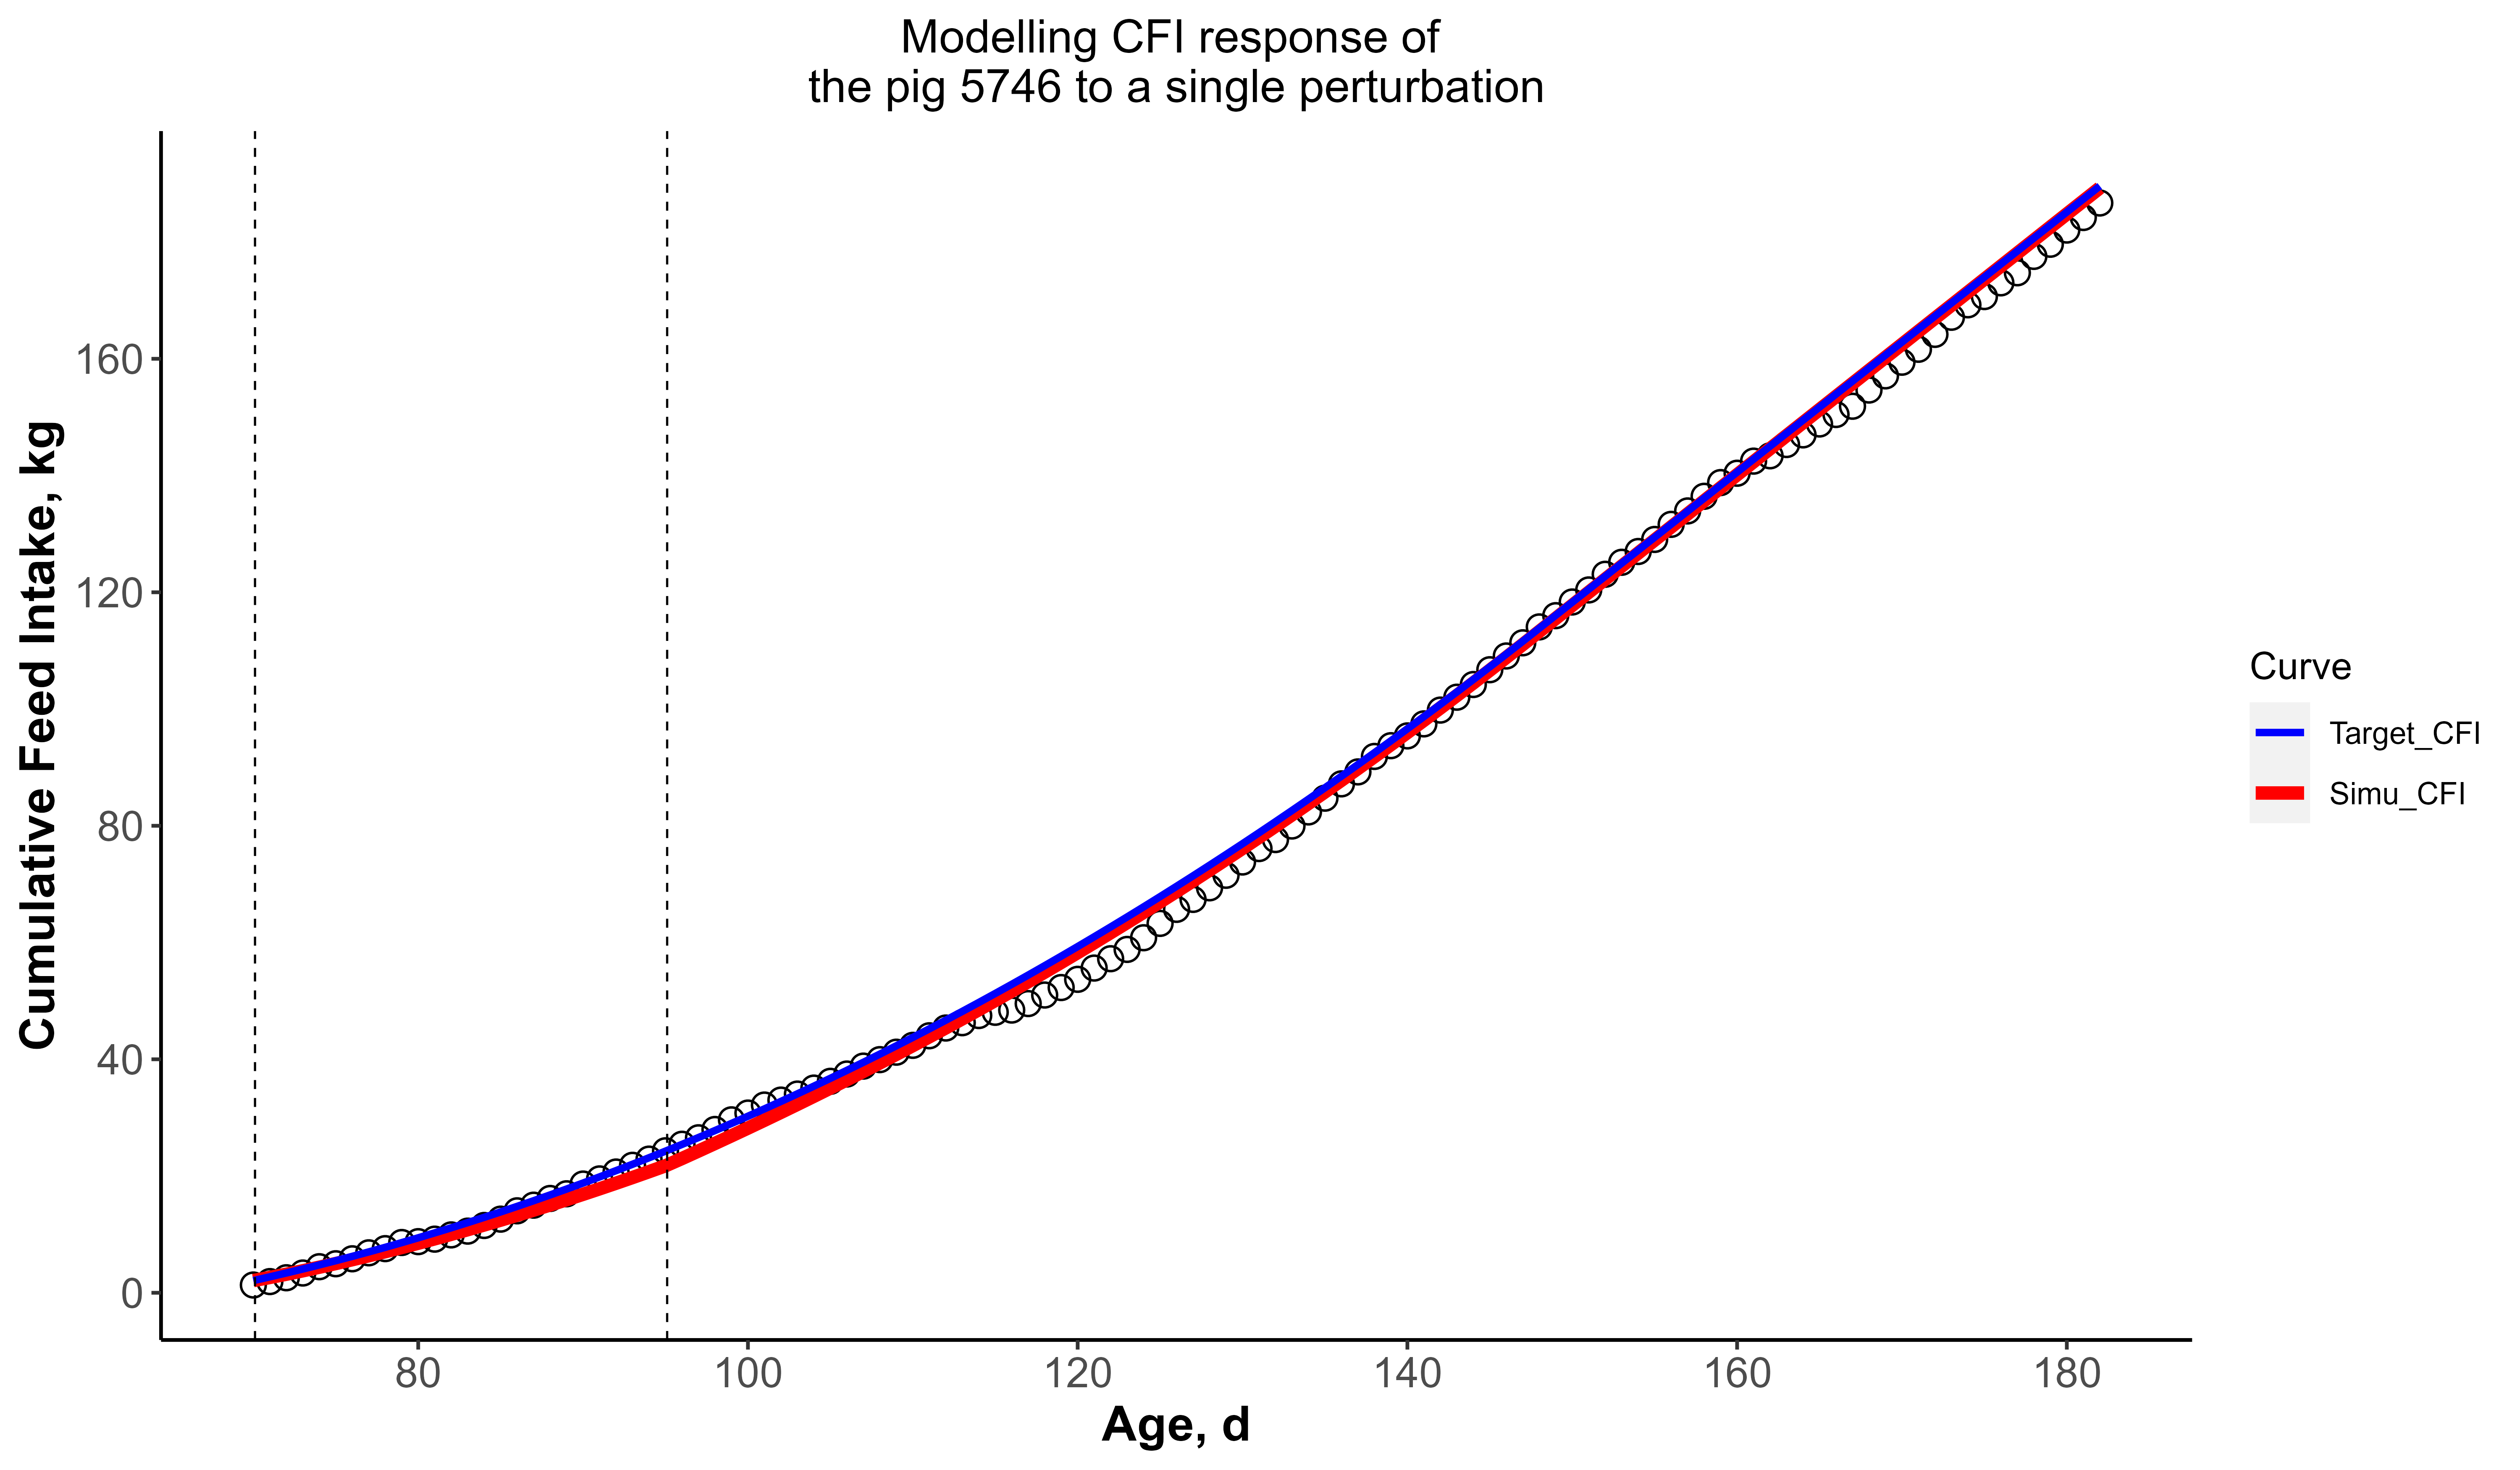 Modelling CFI response of
the pig 5746 to a single perturbation
Cumulative Feed Intake, kg
160
120
80
40
0
80
100
120
140
160
180
Age, d
Curve
Target_CFI
Simu_CFI